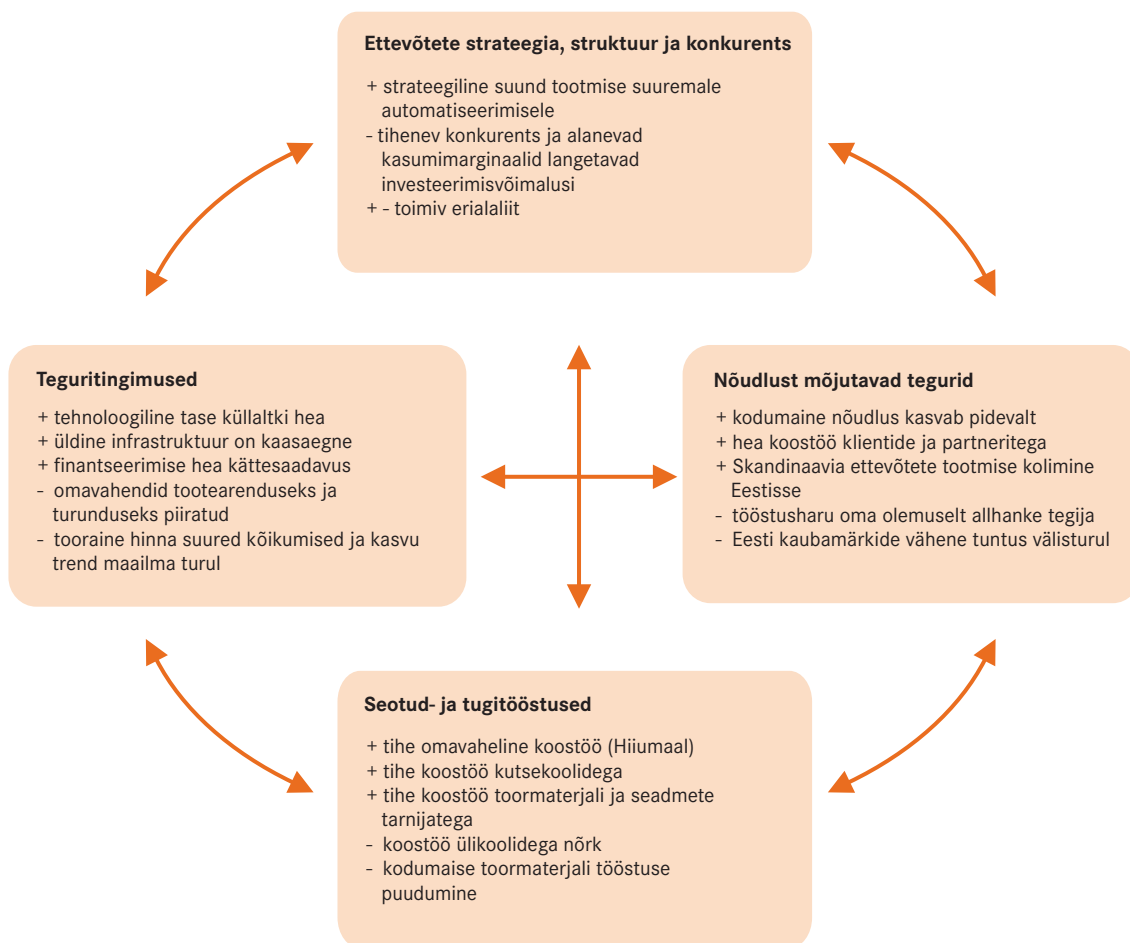 Ettevõtete strateegia, struktuur ja konkurents
+ strateegiline suund tootmise suuremale
automatiseerimisele
- tihenev konkurents ja alanevad
kasumimarginaalid langetavad
investeerimisvõimalusi
+ - toimiv erialaliit
Teguritingimused
+ tehnoloogiline tase küllaltki hea
+ üldine infrastruktuur on kaasaegne
+ finantseerimise hea kättesaadavus
- omavahendid tootearenduseks ja
turunduseks piiratud
- tooraine hinna suured kõikumised ja kasvu
trend maailma turul
Nõudlust mõjutavad tegurid
+ kodumaine nõudlus kasvab pidevalt
+ hea koostöö klientide ja partneritega
+ Skandinaavia ettevõtete tootmise kolimine
Eestisse
- tööstusharu oma olemuselt allhanke tegija
- Eesti kaubamärkide vähene tuntus välisturul
Seotud- ja tugitööstused
+ tihe omavaheline koostöö (Hiiumaal)
+ tihe koostöö kutsekoolidega
+ tihe koostöö toormaterjali ja seadmete
tarnijatega
- koostöö ülikoolidega nõrk
- kodumaise toormaterjali tööstuse
puudumine